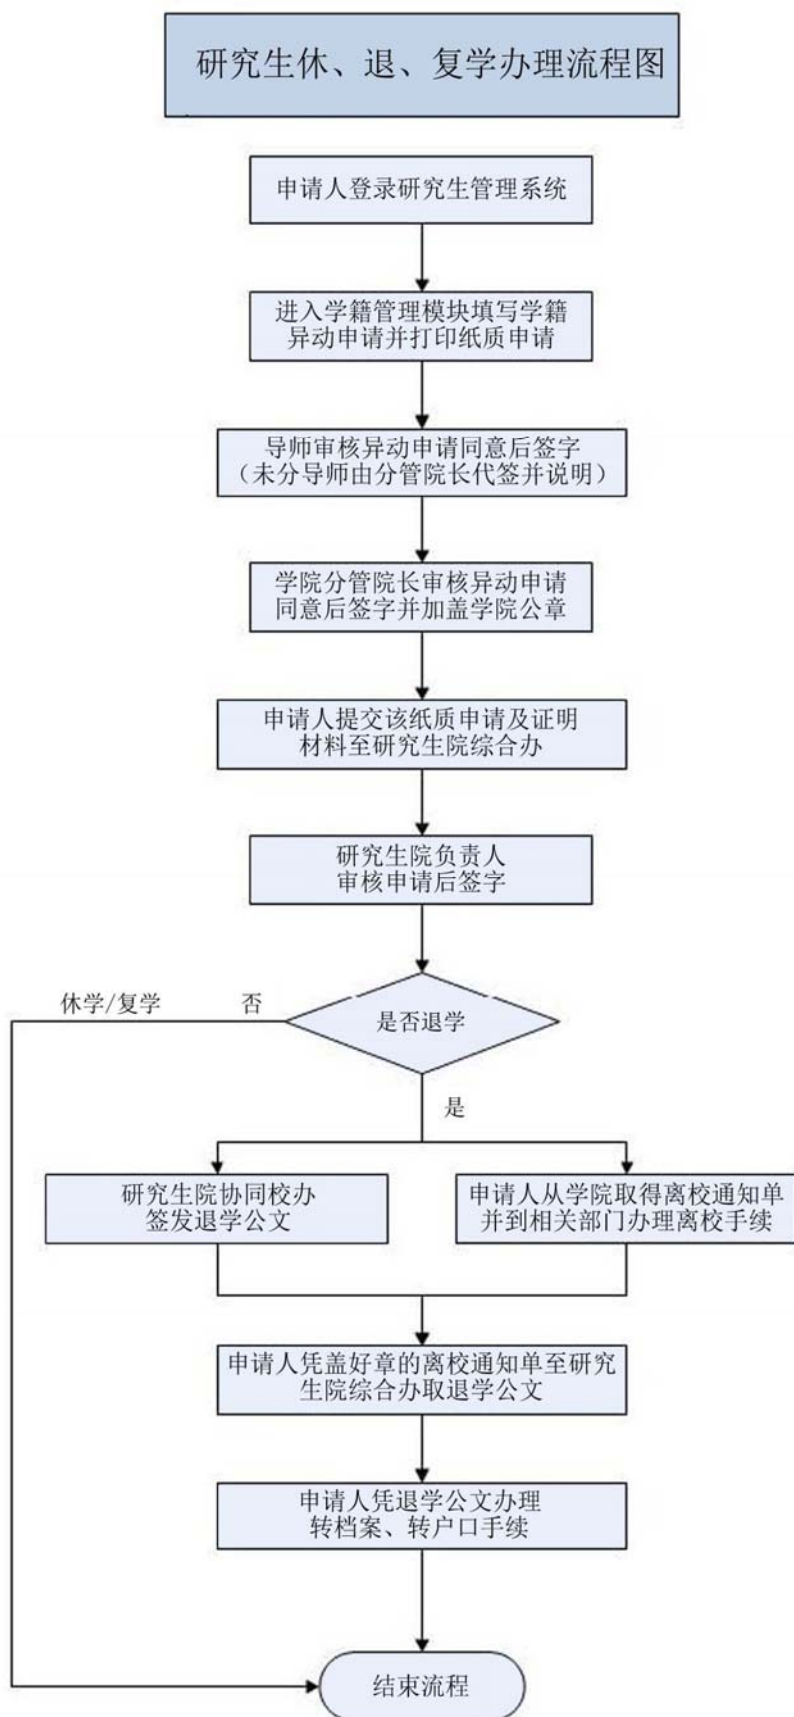 研究生休、退、复学办理流程图
申请人登录研究生管理系统
进入学籍管理模块填写学籍
异动申请并打印纸质申请
导师审核异动申请同意后签字
（未分导师由分管院长代签并说明）
学院分管院长审核异动申请
同意后签字并加盖学院公章
申请人提交该纸质申请及证明
材料至研究生院综合办
研究生院负责人
审核申请后签字
休学/复学 否
是否退学
是
研究生院协同校办
签发退学公文
申请人从学院取得离校通知单
并到相关部门办理离校手续
申请人凭盖好章的离校通知单至研究
生院综合办取退学公文
申请人凭退学公文办理
转档案、转户口手续
结束流程